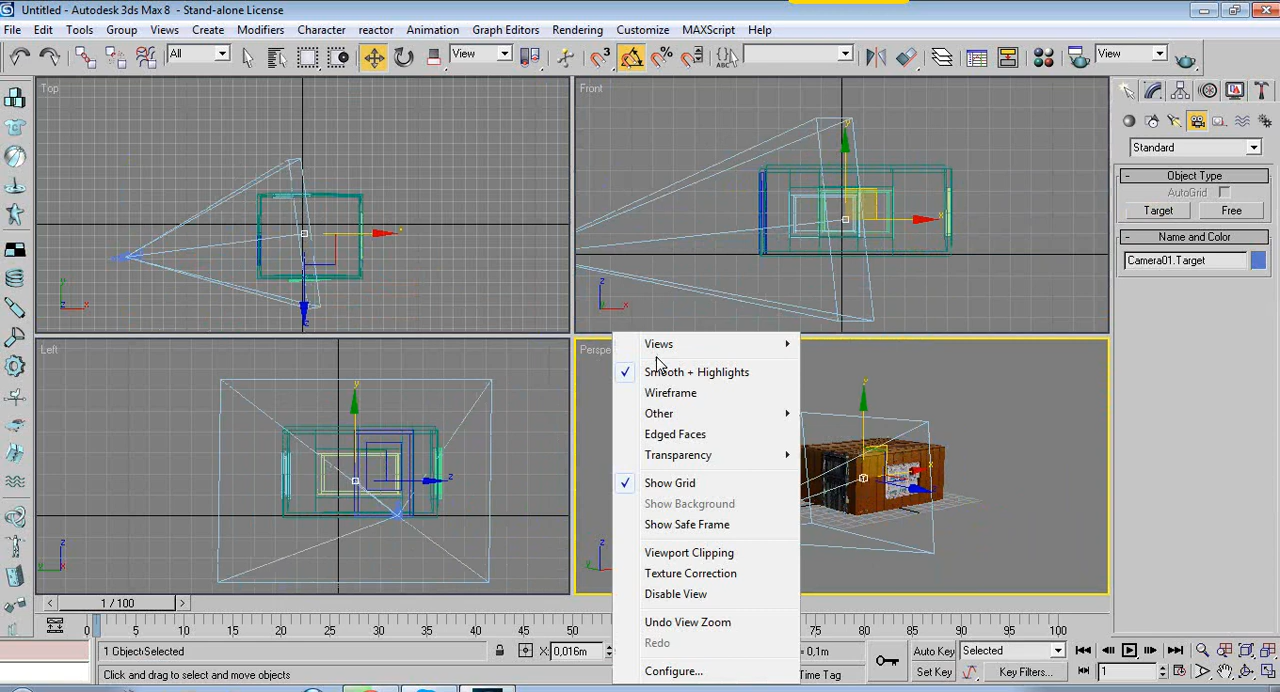 Untitled - Autodesk 3ds Max 8 - Stand-alone License
File Edit Tools Group Views Create Modifiers Character reactor Animation Graph Editors Rendering Customize MAXScript Help
All View View
Top
Front
Left
Perspe
Views
Smooth + Highlights
Wireframe
Other
Edged Faces
Transparency
Show Grid
Show Background
Show Safe Frame
Viewport Clipping
Texture Correction
Disable View
Undo View Zoom
Redo
Configure...
Standard
Object Type
AutoGrid
Target Free
Name and Color
Camera01.Target
1 / 100
0 5 10 15 20 25 30 35 40 45 50 75 80 85 90 95 100
1 Object Selected X: 0,016m = 0,1m Auto Key Selected
Click and drag to select and move objects Time Tag Set Key Key Filters... 1